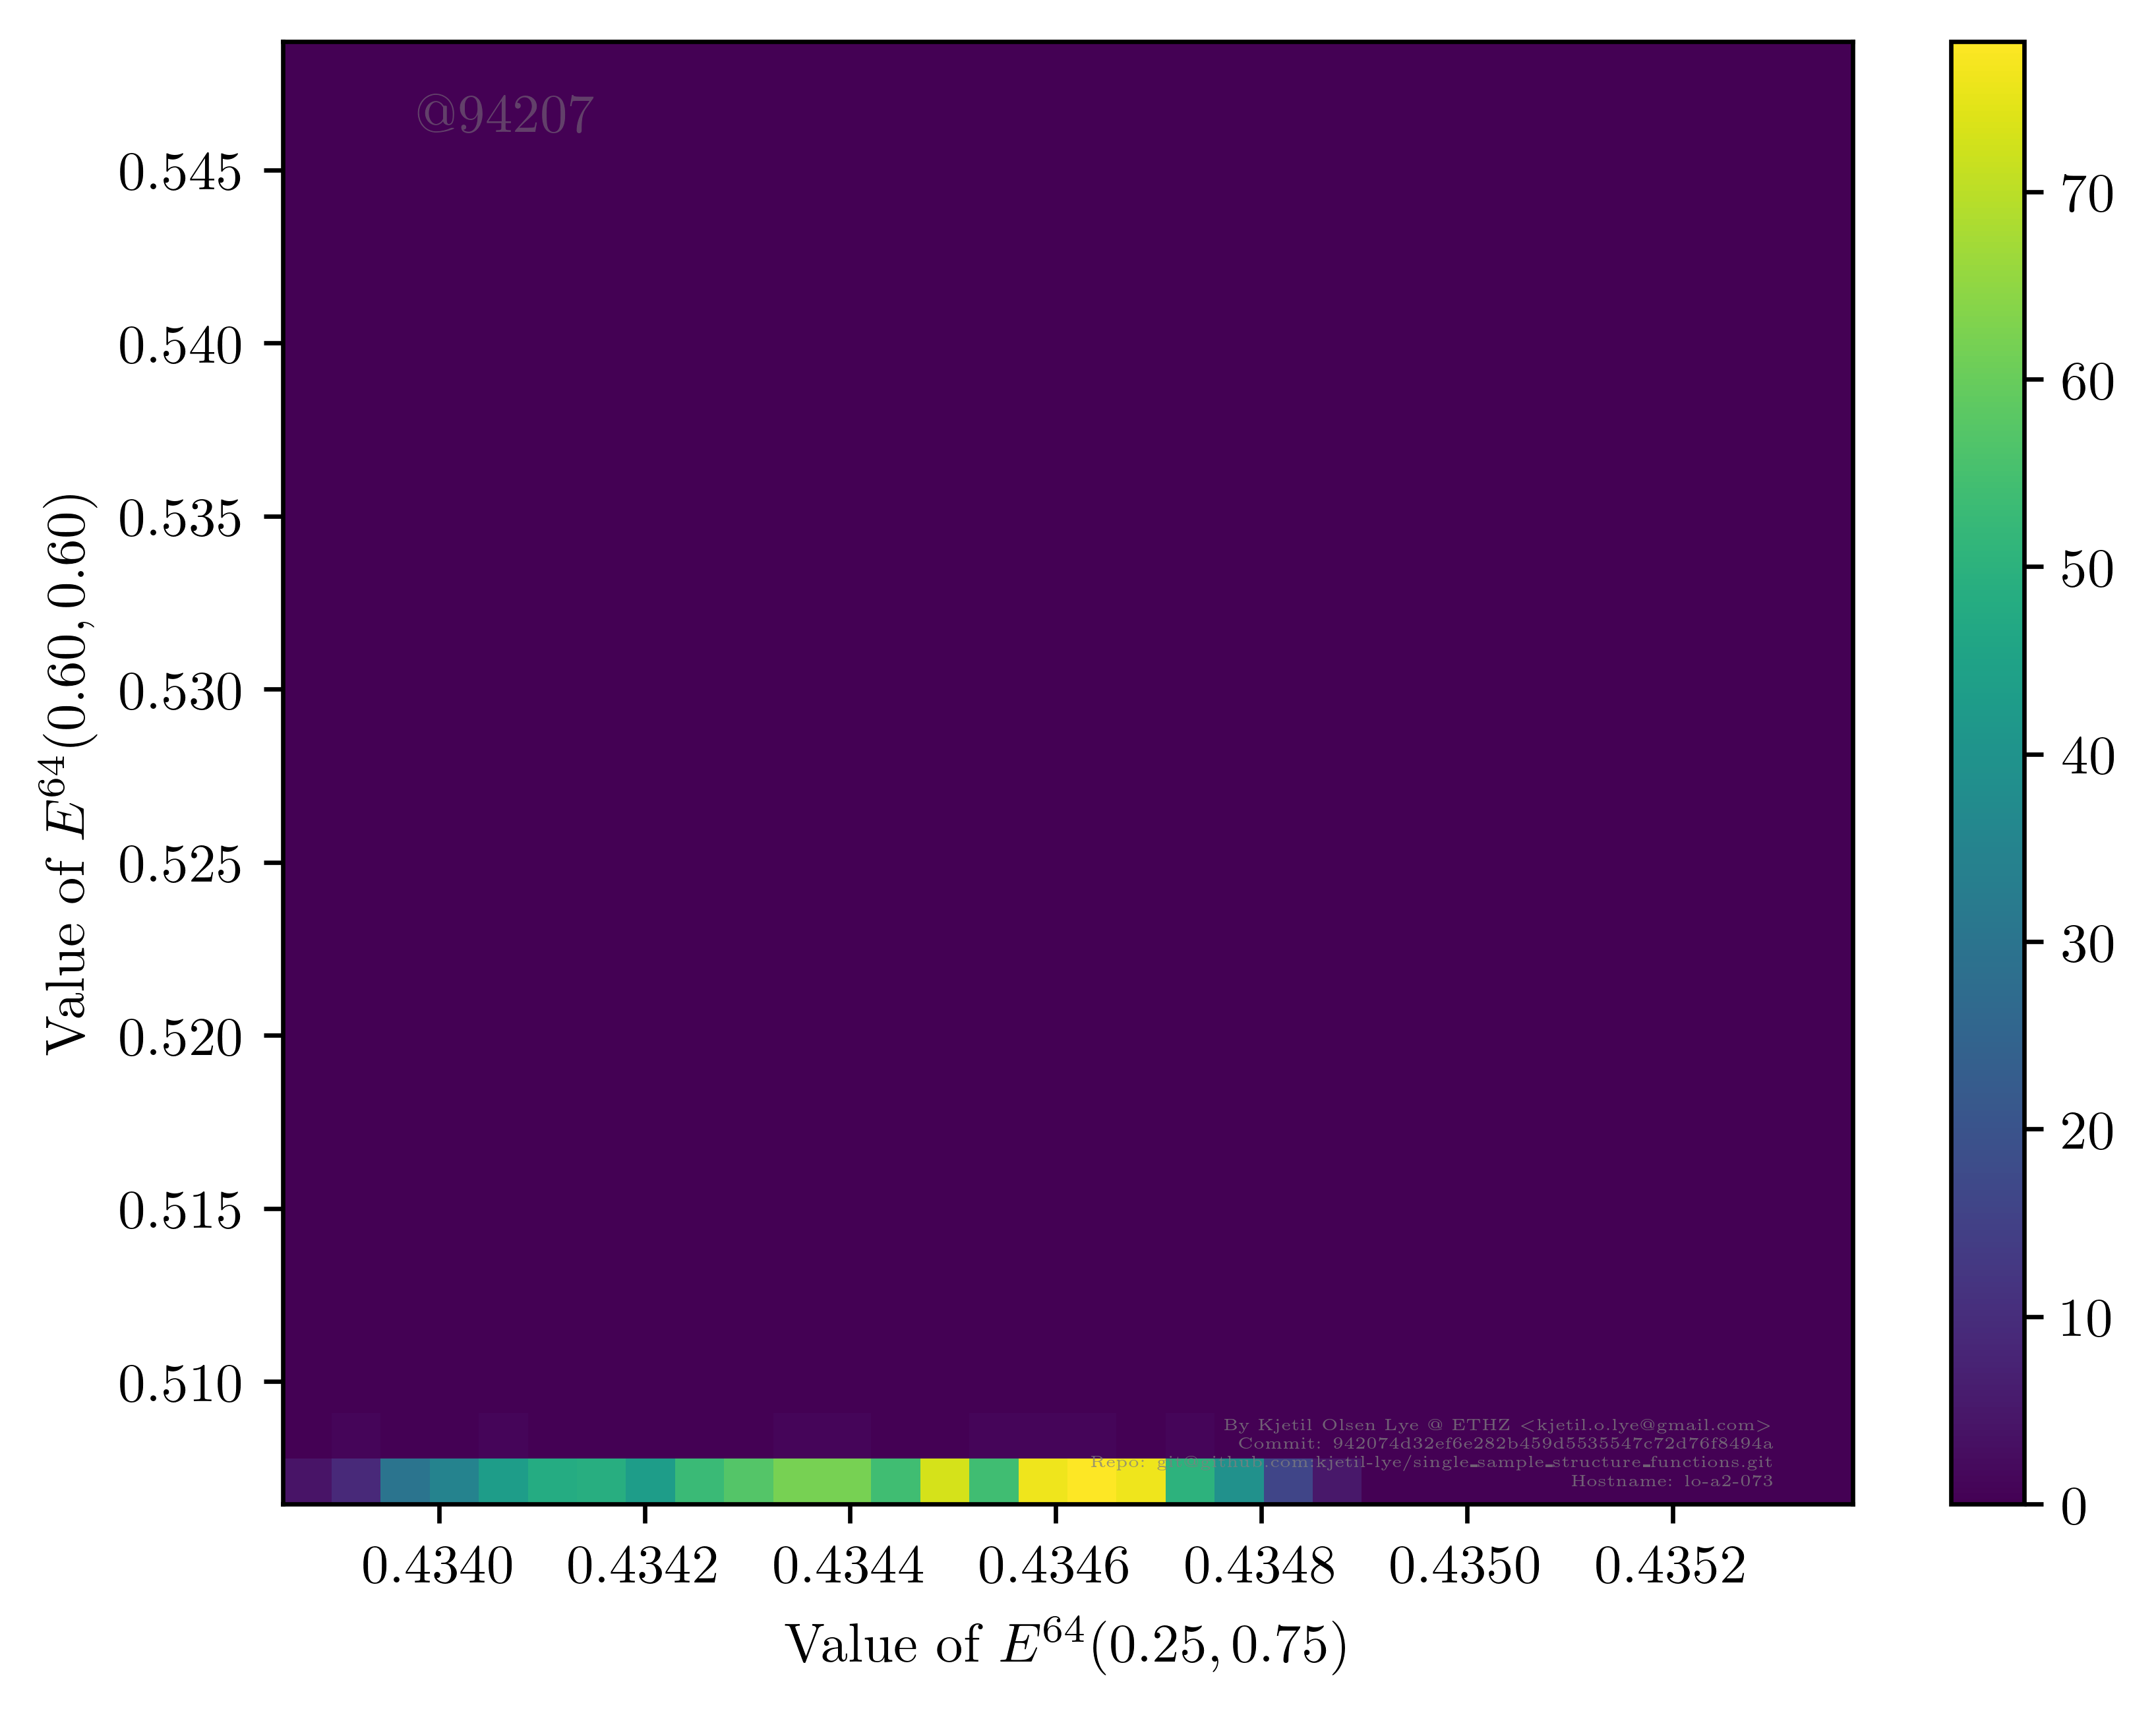 @94207
0.545
0.540
0.535
0.530
0.525
0.520
0.515
0.510
Value of E^64(0.60, 0.60)
70
60
50
40
30
20
10
0
By Kjetil Olsen Lye @ ETHZ <kjetil.o.lye@gmail.com>
Commit: 942074d32ef6e282b459d5535547c72d76f8494a
Repo: git@github.com:kjetil-lye/single_sample_structure_functions.git
Hostname: lo-a2-073
0.4340 0.4342 0.4344 0.4346 0.4348 0.4350 0.4352
Value of E^64(0.25, 0.75)